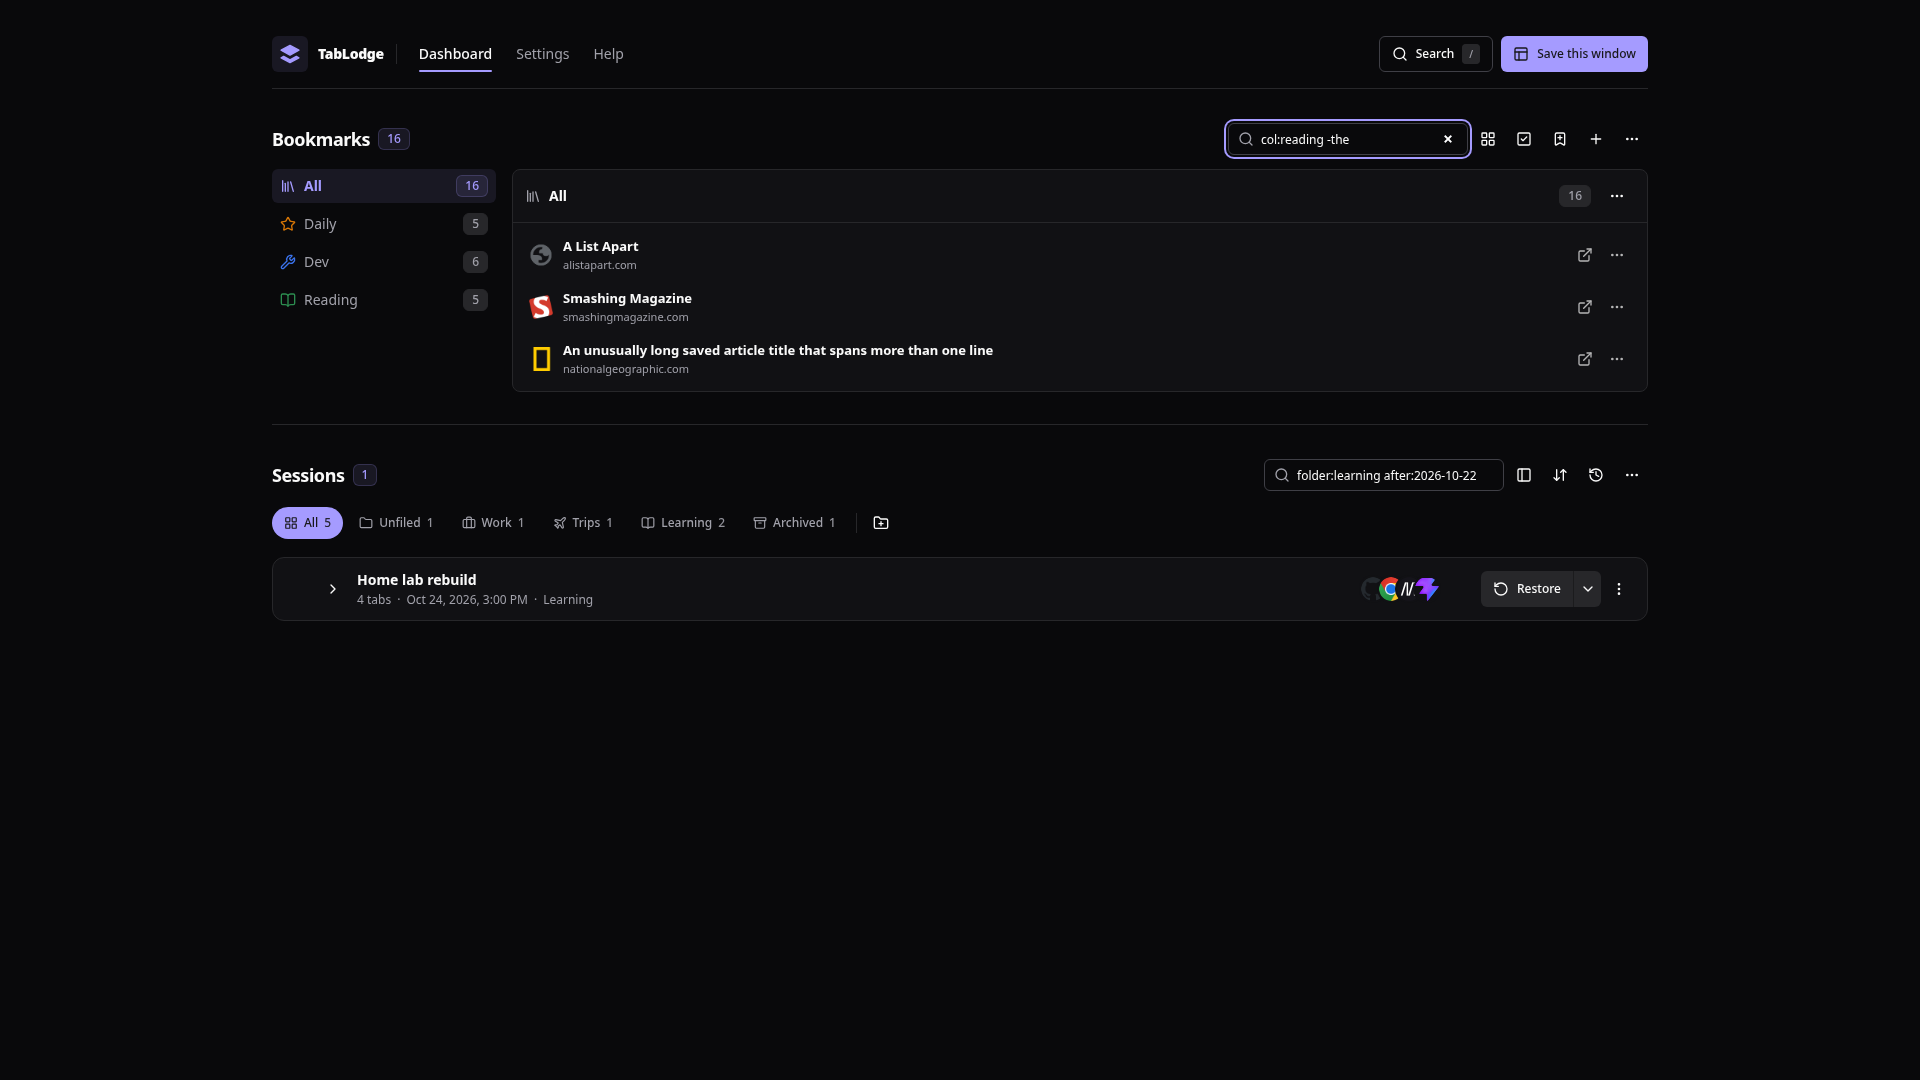 TabLodge
Dashboard
Settings
Help
Search /
Save this window
Bookmarks 16
col:reading -the
All 16
Daily 5
Dev 6
Reading 5
All 16
A List Apart
alistapart.com
Smashing Magazine
smashingmagazine.com
An unusually long saved article title that spans more than one line
nationalgeographic.com
Sessions 1
folder:learning after:2026-10-22
All 5
Unfiled 1
Work 1
Trips 1
Learning 2
Archived 1
Home lab rebuild
4 tabs · Oct 24, 2026, 3:00 PM · Learning
Restore